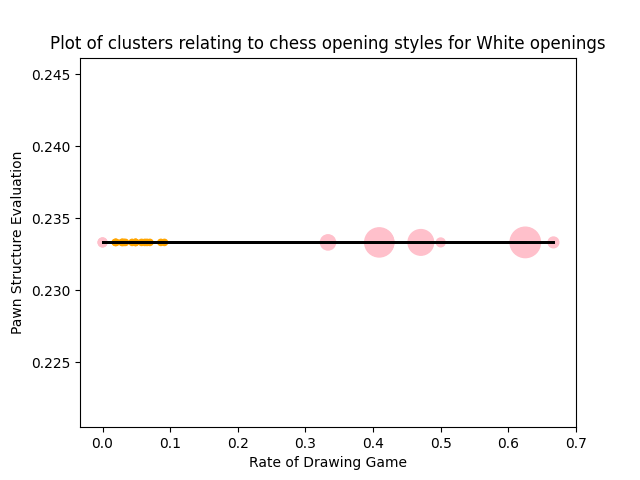 Plot of clusters relating to chess opening styles for White openings
0.245
0.240
0.235
0.230
0.225
Pawn Structure Evaluation
0.0 0.1 0.2 0.3 0.4 0.5 0.6 0.7
Rate of Drawing Game